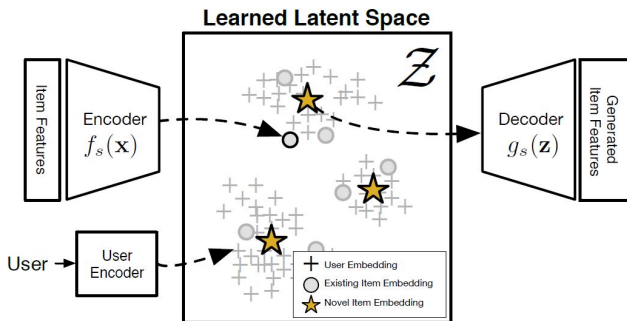 Learned Latent Space
Item Features
Encoder
f_s(x)
𝒵
Decoder
g_s(z)
Generated
Item Features
User
User
Encoder
User Embedding
Existing Item Embedding
Novel Item Embedding